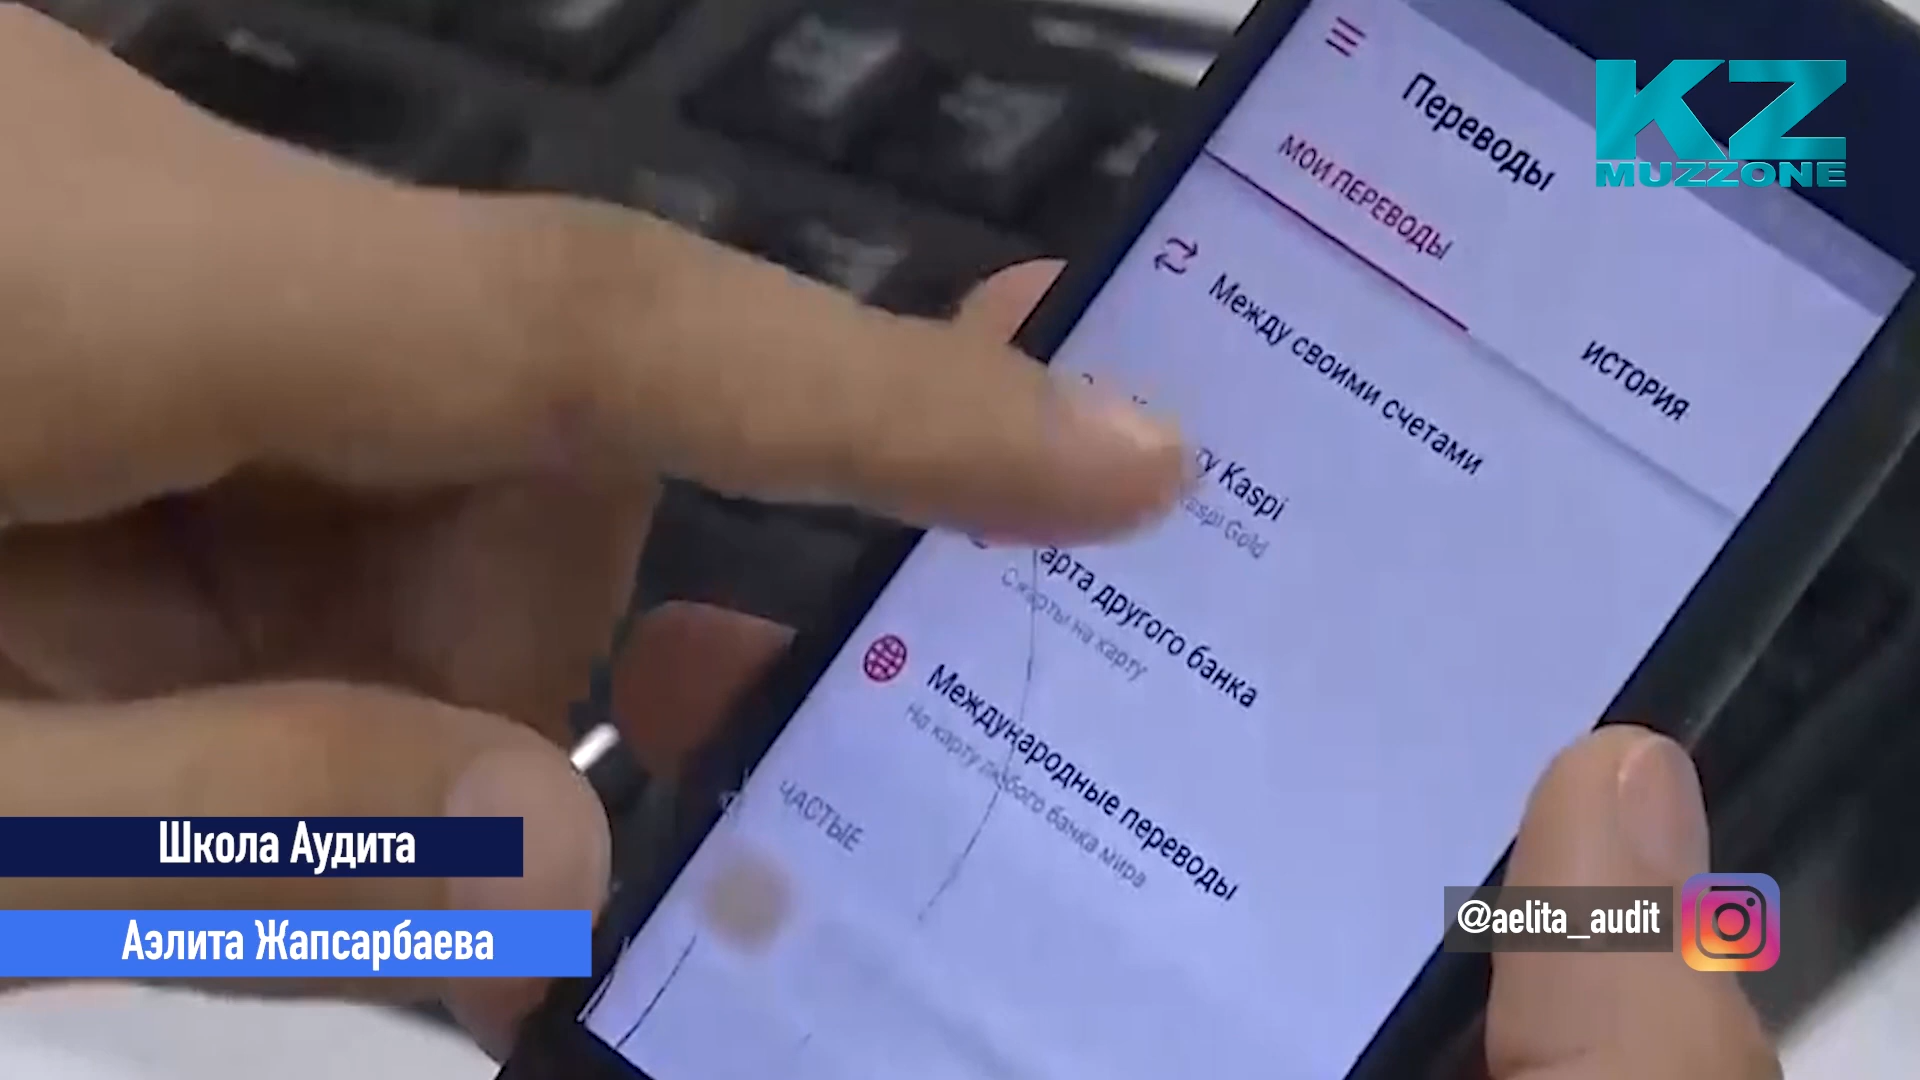 KZ
MUZZONE
Переводы
МОИ ПЕРЕВОДЫ
ИСТОРИЯ
Между своими счетами
Kaspi
Kaspi Gold
другого банка
С карты на карту
Международные переводы
На карту любого банка мира
ЧАСТЫЕ
Школа Аудита
Аэлита Жапсарбаева
@aelita_audit